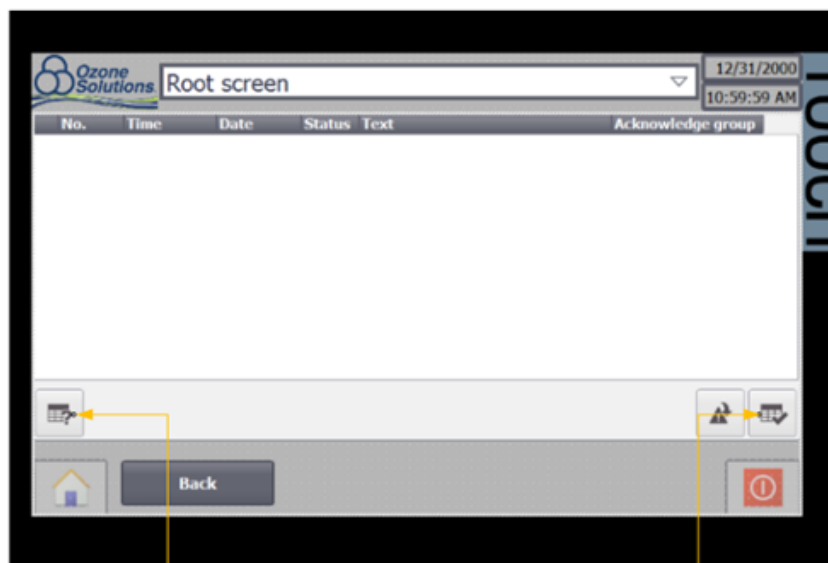 Ozone
Solutions
Root screen
12/31/2000
10:59:59 AM
No. Time Date Status Text Acknowledge group
TOUCH
Back